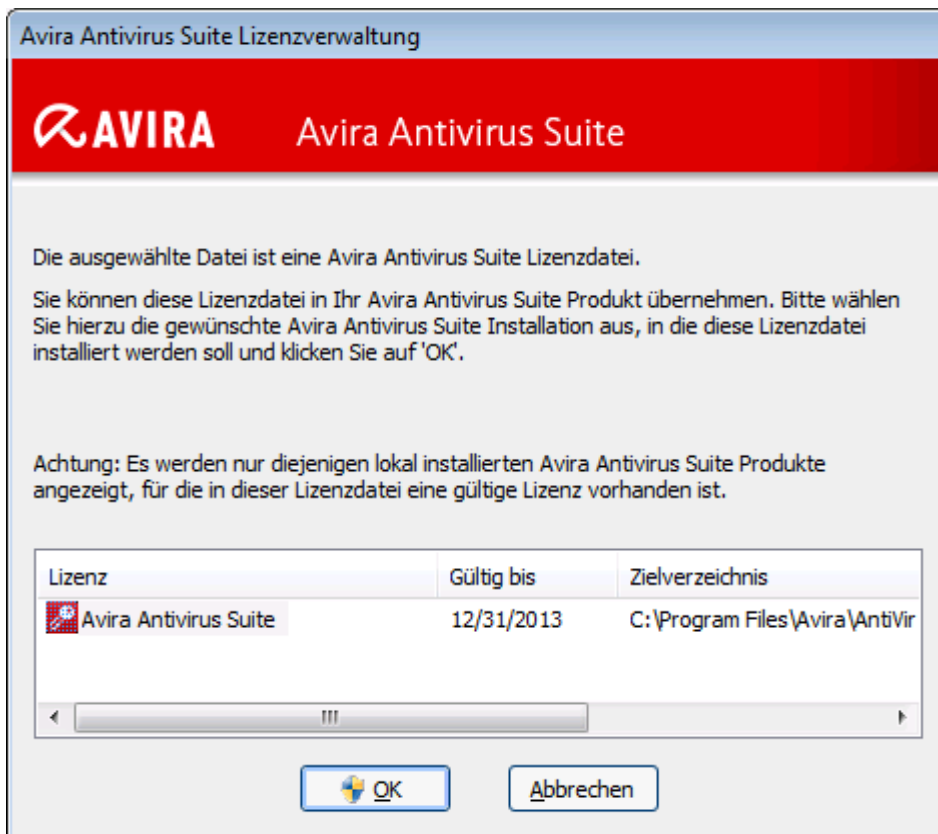 Avira Antivirus Suite Lizenzverwaltung
AVIRA Avira Antivirus Suite
Die ausgewählte Datei ist eine Avira Antivirus Suite Lizenzdatei.
Sie können diese Lizenzdatei in Ihr Avira Antivirus Suite Produkt übernehmen. Bitte wählen
Sie hierzu die gewünschte Avira Antivirus Suite Installation aus, in die diese Lizenzdatei
installiert werden soll und klicken Sie auf 'OK'.
Achtung: Es werden nur diejenigen lokal installierten Avira Antivirus Suite Produkte
angezeigt, für die in dieser Lizenzdatei eine gültige Lizenz vorhanden ist.
Lizenz Gültig bis Zielverzeichnis
Avira Antivirus Suite 12/31/2013 C:\Program Files\Avira\AntiVir
OK Abbrechen